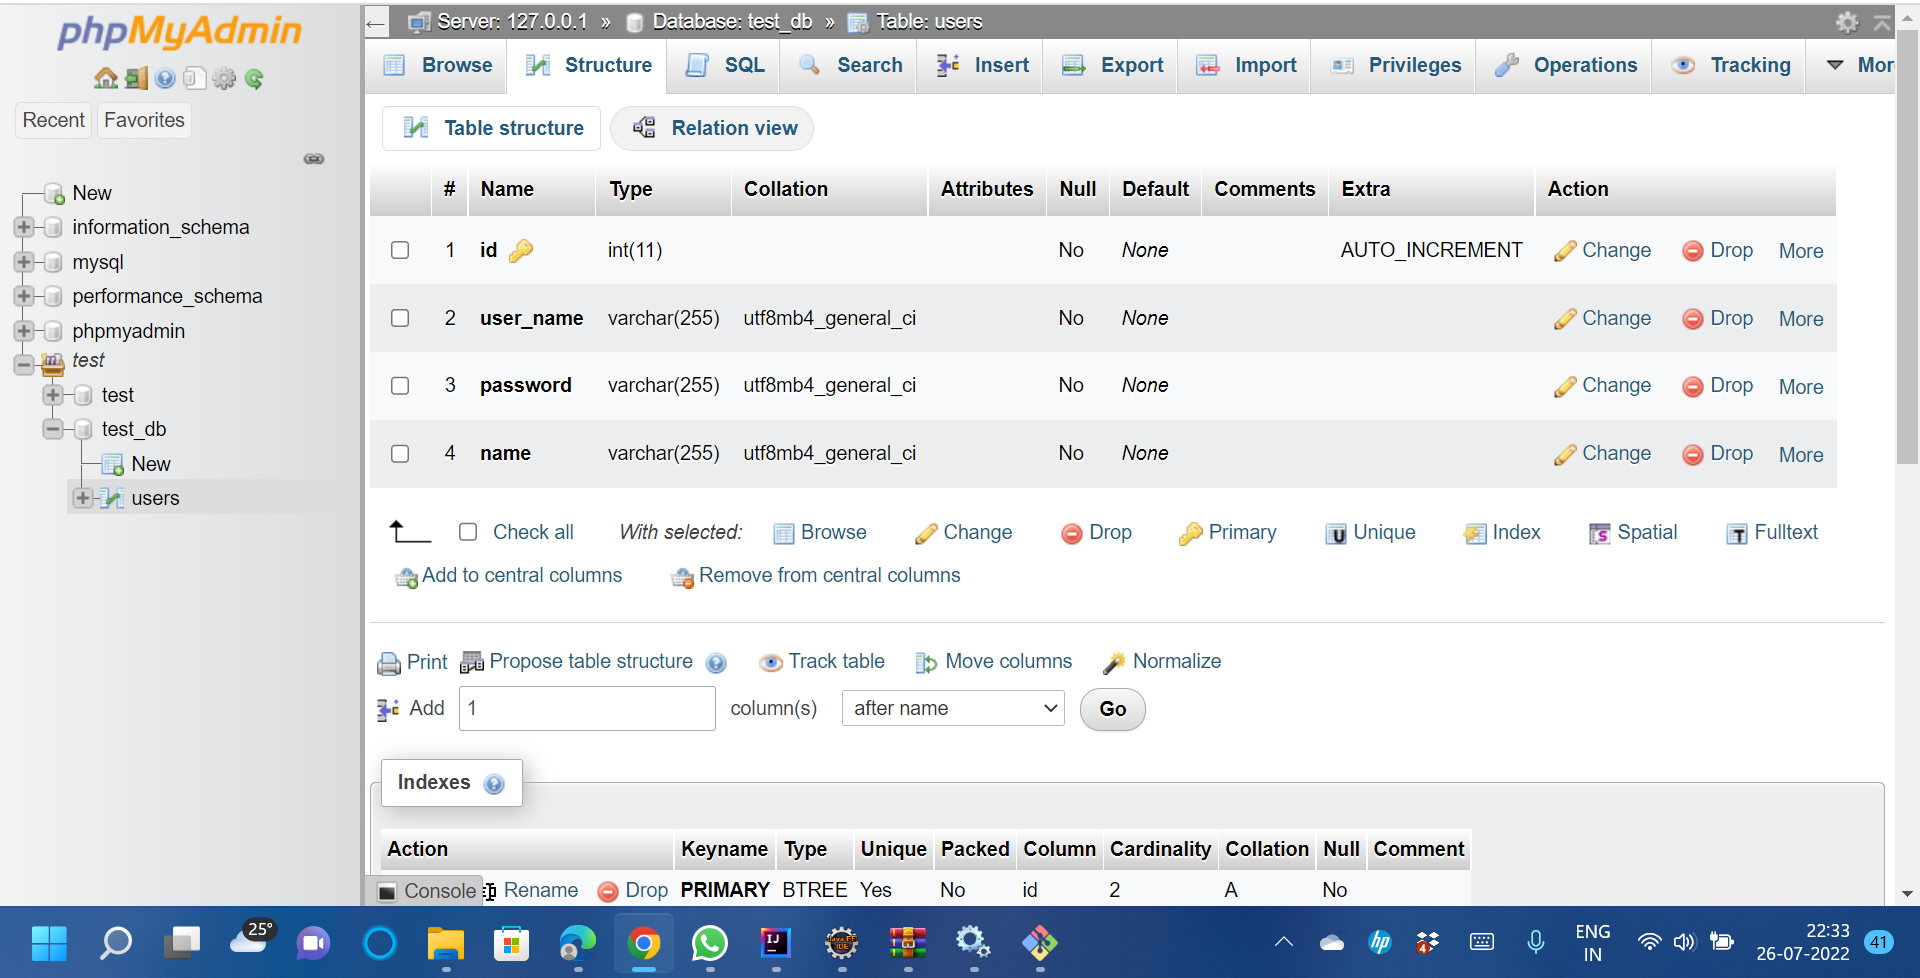 phpMyAdmin
Recent Favorites
New
information_schema
mysql
performance_schema
phpmyadmin
test
test
test_db
New
users
Server: 127.0.0.1 » Database: test_db » Table: users
Browse Structure SQL Search Insert Export Import Privileges Operations Tracking Mor
Table structure Relation view
# Name Type Collation Attributes Null Default Comments Extra Action
1 id int(11) No None AUTO_INCREMENT Change Drop More
2 user_name varchar(255) utf8mb4_general_ci No None Change Drop More
3 password varchar(255) utf8mb4_general_ci No None Change Drop More
4 name varchar(255) utf8mb4_general_ci No None Change Drop More
Check all With selected: Browse Change Drop Primary Unique Index Spatial Fulltext
Add to central columns Remove from central columns
Print Propose table structure Track table Move columns Normalize
Add 1 column(s) after name Go
Indexes
Action Keyname Type Unique Packed Column Cardinality Collation Null Comment
Console Rename Drop PRIMARY BTREE Yes No id 2 A No
25°
ENG 22:33
IN 26-07-2022 41